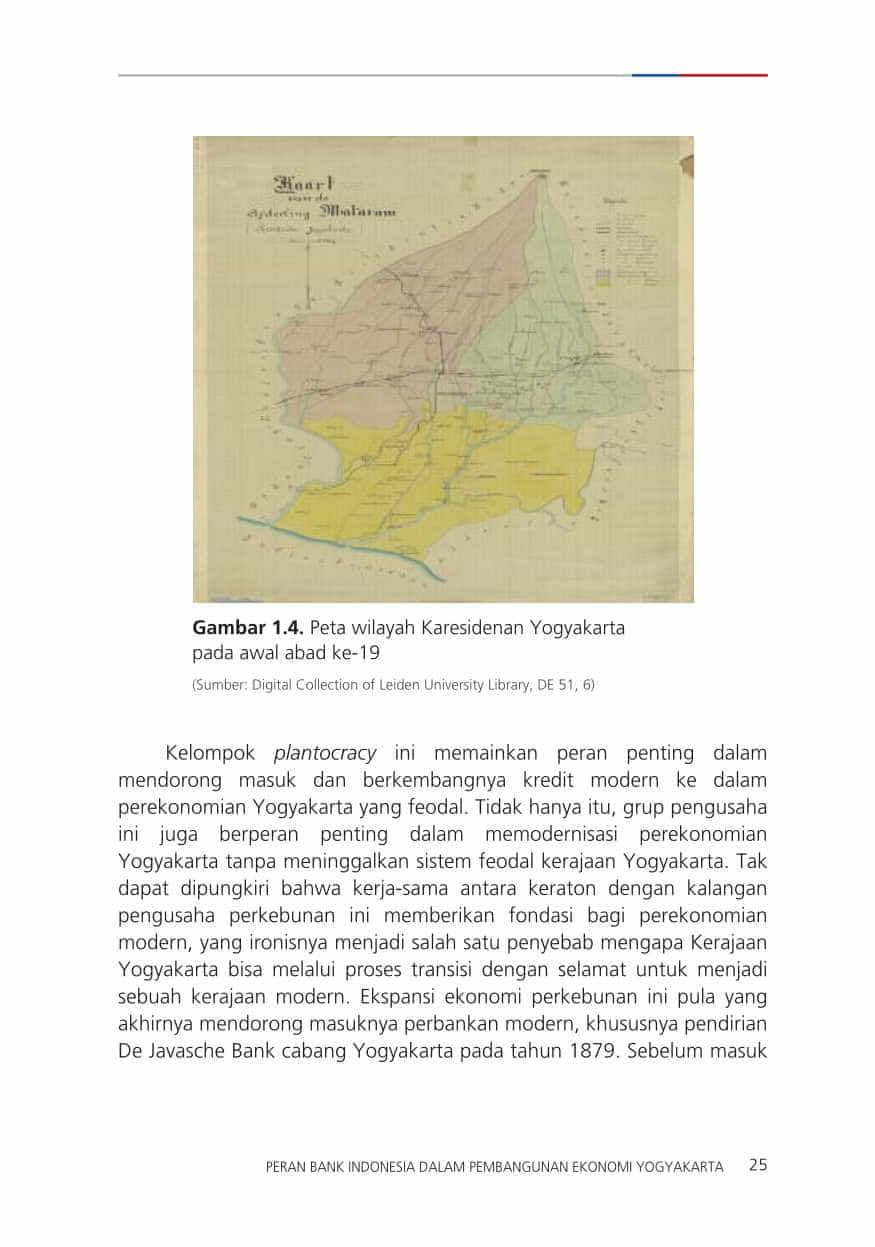 Kaart
van de
Afdeeling Mataram
Gambar 1.4. Peta wilayah Karesidenan Yogyakarta
pada awal abad ke-19
(Sumber: Digital Collection of Leiden University Library, DE 51, 6)
Kelompok plantocracy ini memainkan peran penting dalam
mendorong masuk dan berkembangnya kredit modern ke dalam
perekonomian Yogyakarta yang feodal. Tidak hanya itu, grup pengusaha
ini juga berperan penting dalam memodernisasi perekonomian
Yogyakarta tanpa meninggalkan sistem feodal kerajaan Yogyakarta. Tak
dapat dipungkiri bahwa kerja-sama antara keraton dengan kalangan
pengusaha perkebunan ini memberikan fondasi bagi perekonomian
modern, yang ironisnya menjadi salah satu penyebab mengapa Kerajaan
Yogyakarta bisa melalui proses transisi dengan selamat untuk menjadi
sebuah kerajaan modern. Ekspansi ekonomi perkebunan ini pula yang
akhirnya mendorong masuknya perbankan modern, khususnya pendirian
De Javasche Bank cabang Yogyakarta pada tahun 1879. Sebelum masuk
PERAN BANK INDONESIA DALAM PEMBANGUNAN EKONOMI YOGYAKARTA 25